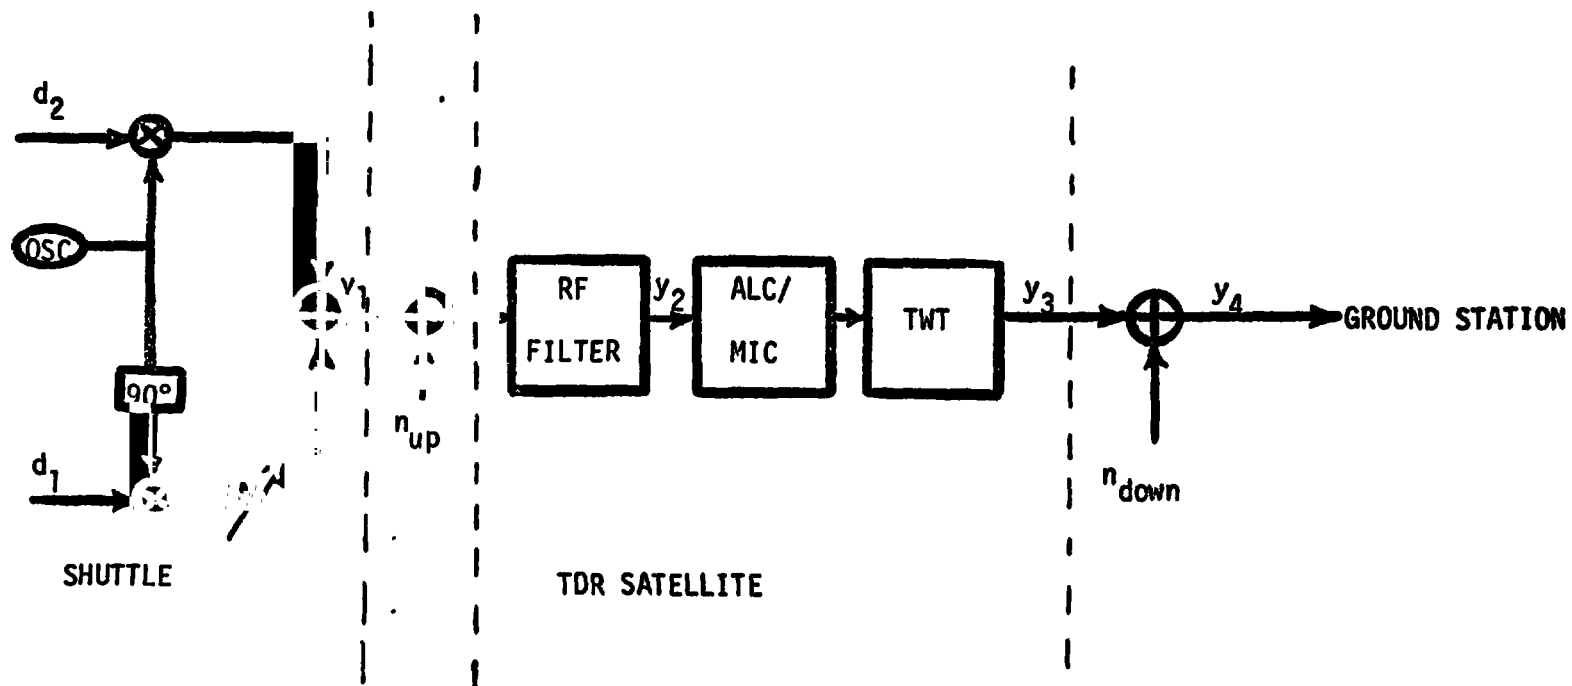 d2
OSC
90°
d1
SHUTTLE
y1
nup
RF
FILTER
y2
ALC/
MIC
TWT
y3
TDR SATELLITE
y4
GROUND STATION
ndown